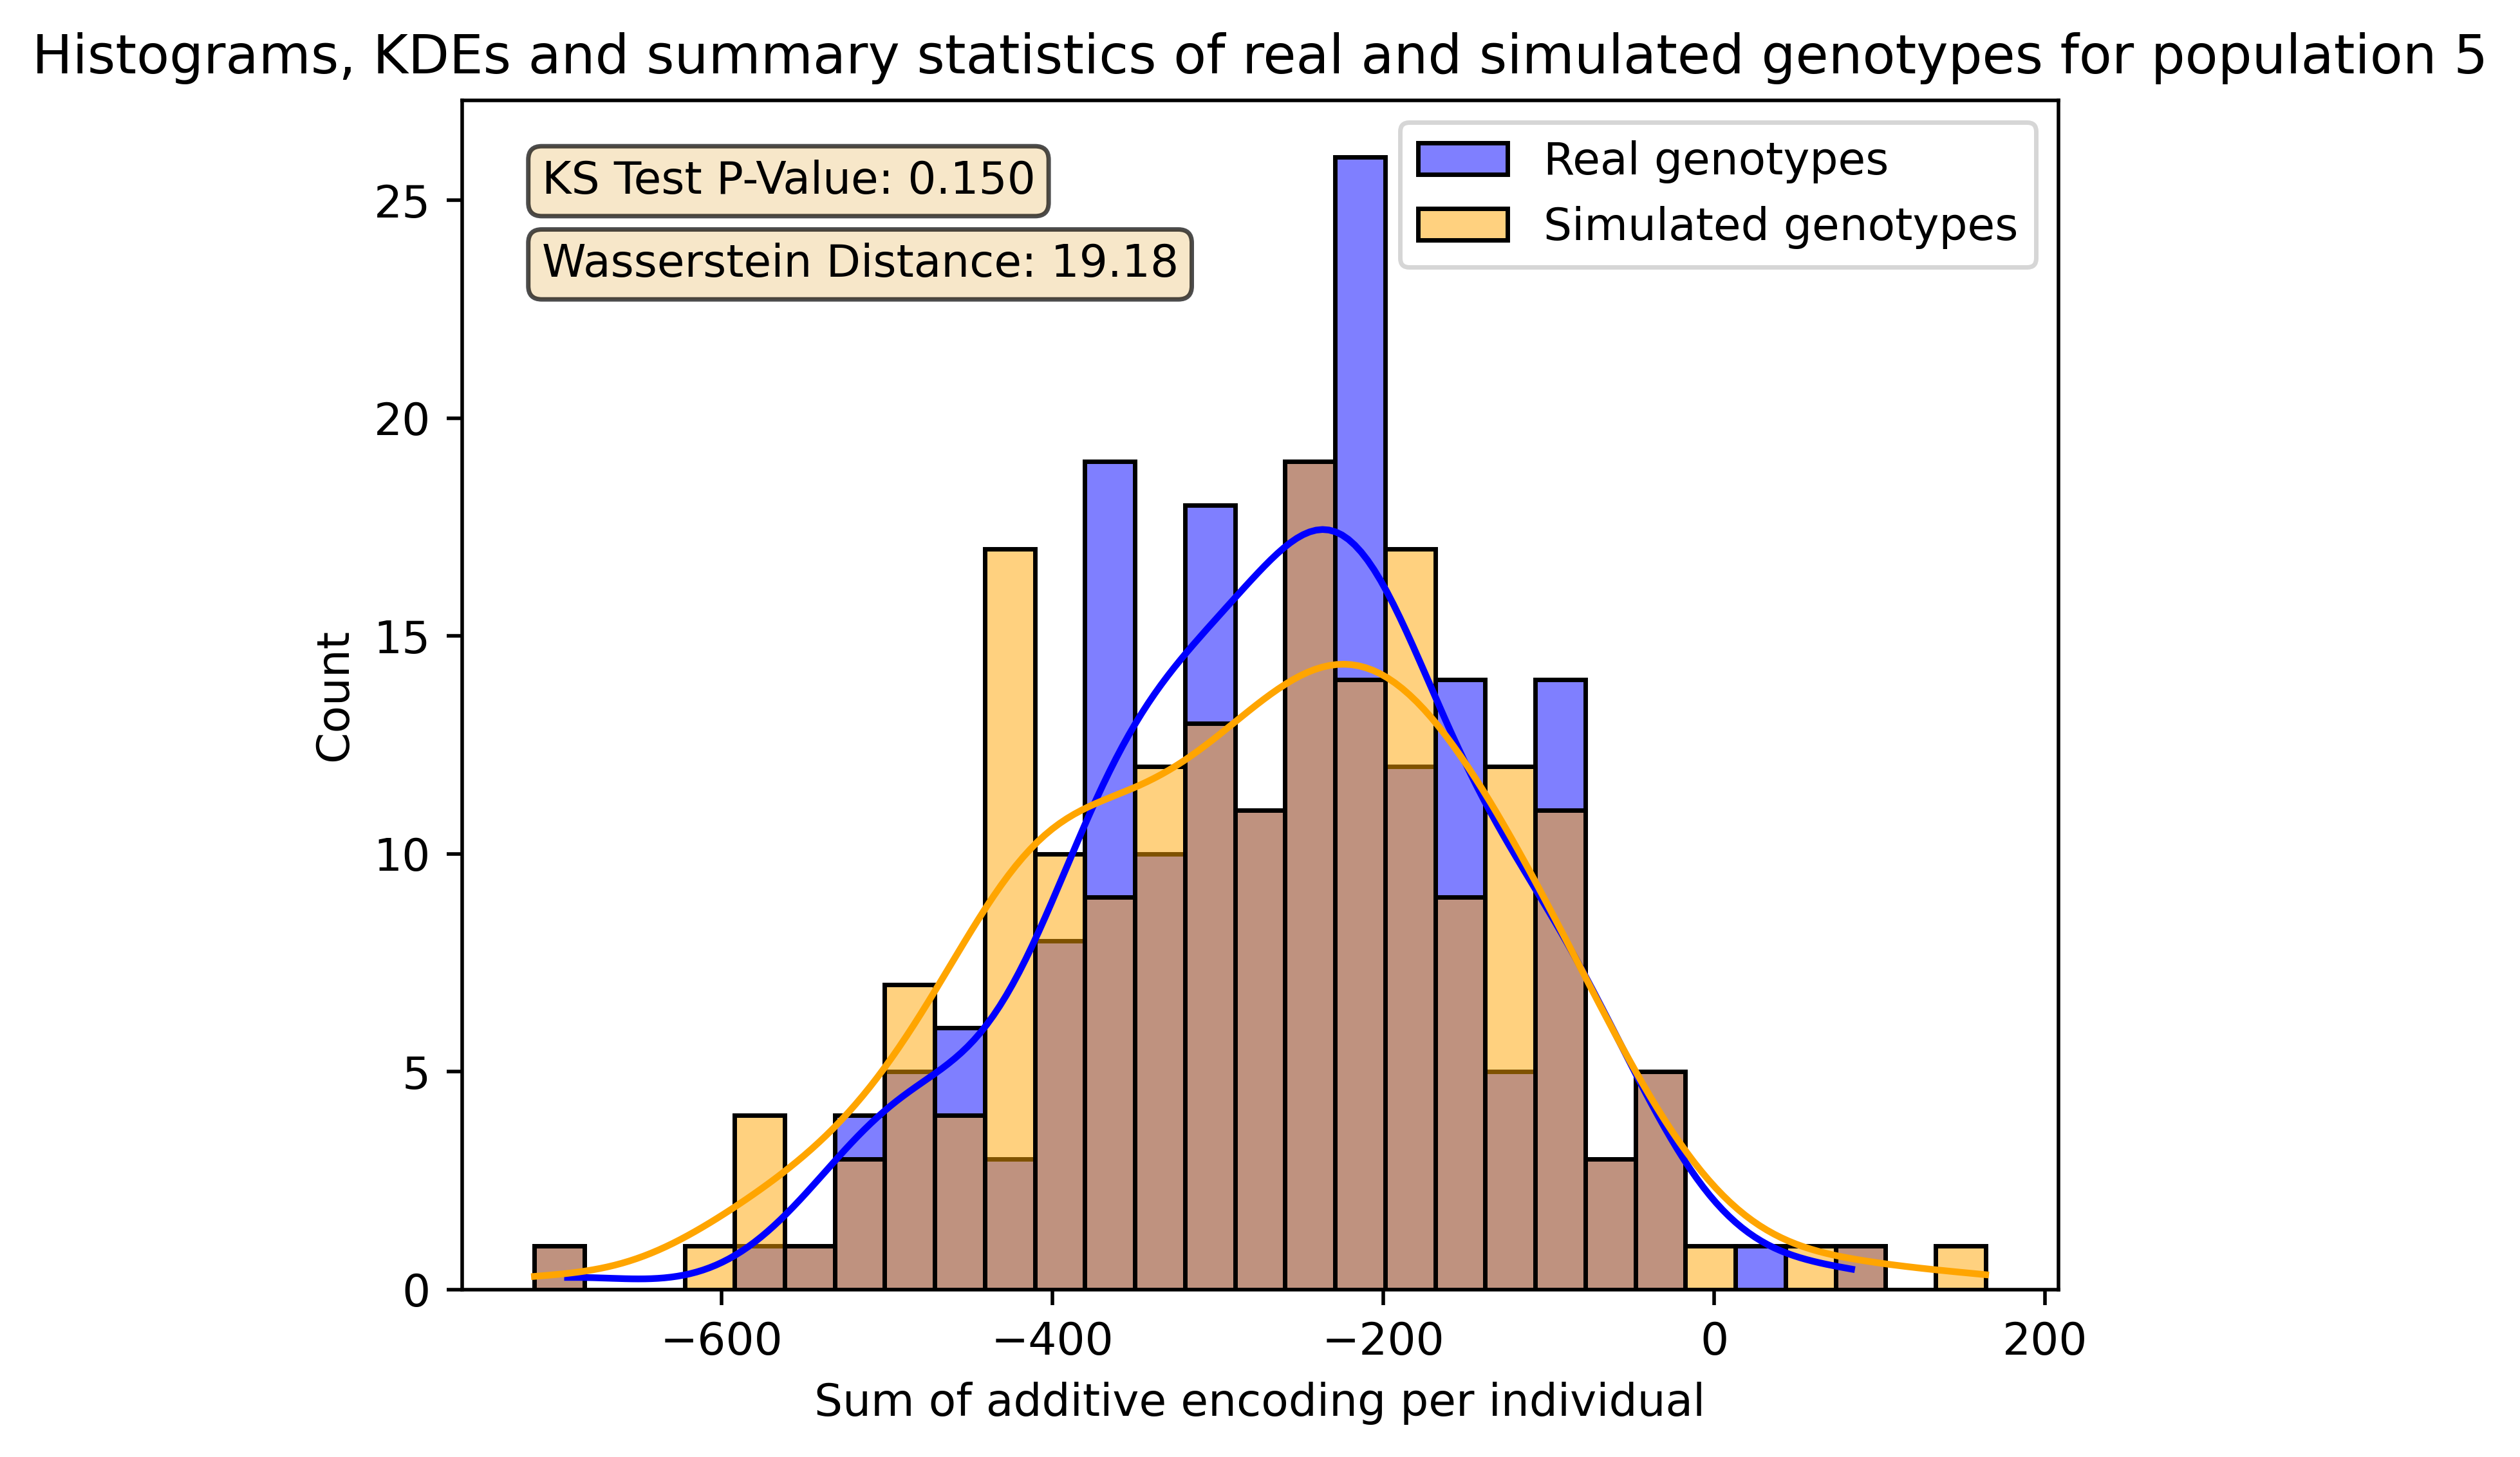 Histograms, KDEs and summary statistics of real and simulated genotypes for population 5
KS Test P-Value: 0.150
Wasserstein Distance: 19.18
Real genotypes
Simulated genotypes
Count
25
20
15
10
5
0
−600 −400 −200 0 200
Sum of additive encoding per individual